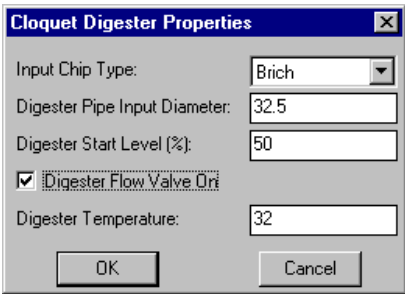 Cloquet Digester Properties
Input Chip Type: Brich
Digester Pipe Input Diameter: 32.5
Digester Start Level (%): 50
Digester Flow Valve On
Digester Temperature: 32
OK Cancel